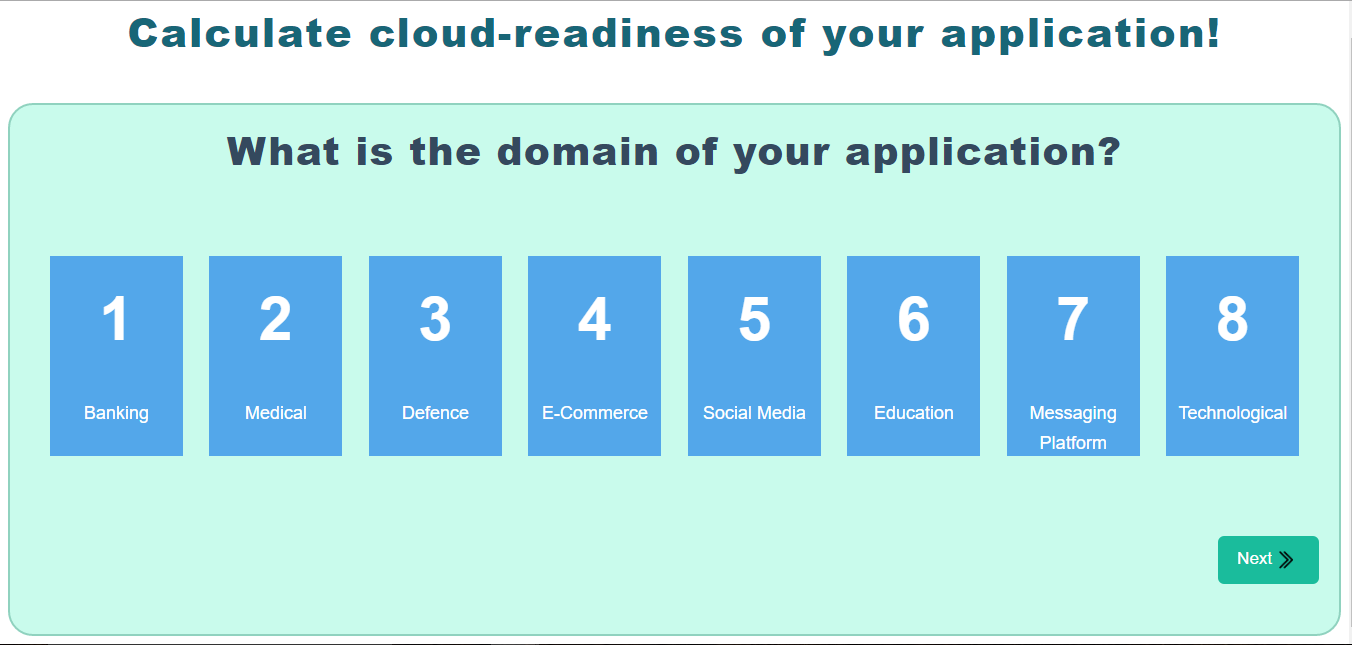 Calculate cloud-readiness of your application!
What is the domain of your application?
1
Banking
2
Medical
3
Defence
4
E-Commerce
5
Social Media
6
Education
7
Messaging
Platform
8
Technological
Next